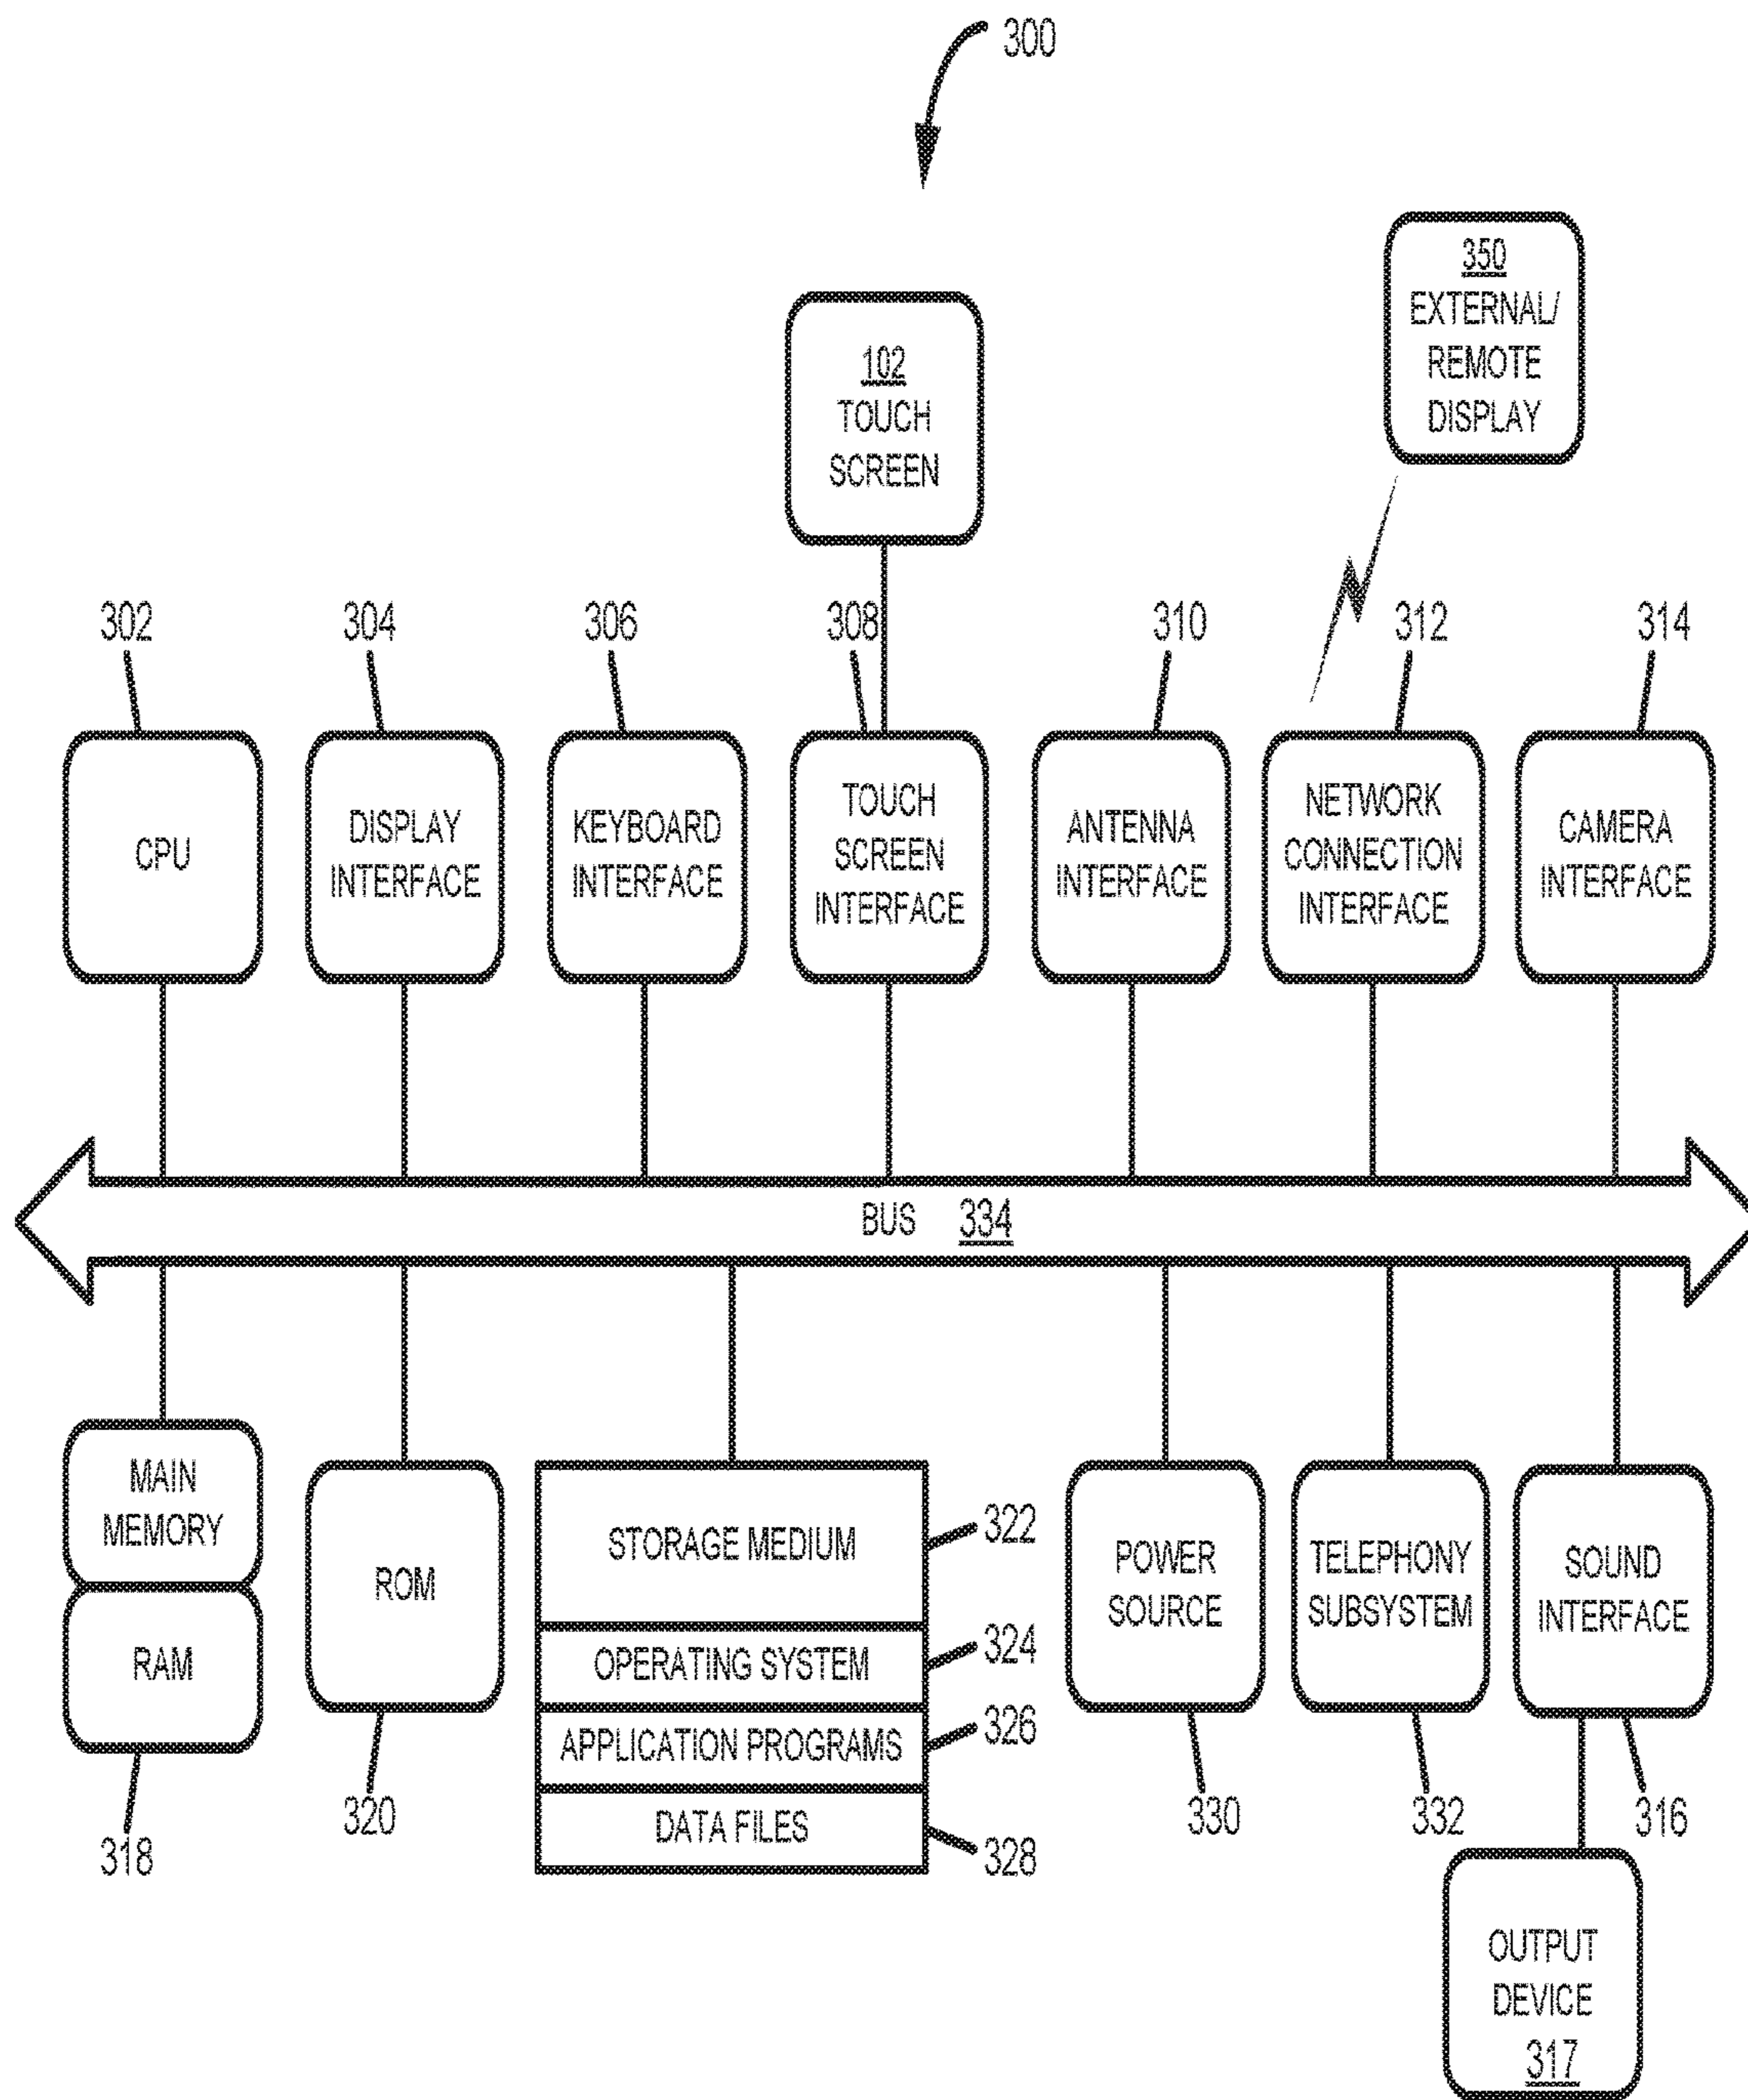 300
350
EXTERNAL/
REMOTE
DISPLAY
102
TOUCH
SCREEN
302
304
306
308
310
312
314
CPU
DISPLAY
INTERFACE
KEYBOARD
INTERFACE
TOUCH
SCREEN
INTERFACE
ANTENNA
INTERFACE
NETWORK
CONNECTION
INTERFACE
CAMERA
INTERFACE
BUS 334
MAIN
MEMORY
RAM
318
ROM
320
STORAGE MEDIUM
322
OPERATING SYSTEM
324
APPLICATION PROGRAMS
326
DATA FILES
328
POWER
SOURCE
330
TELEPHONY
SUBSYSTEM
332
SOUND
INTERFACE
316
OUTPUT
DEVICE
317